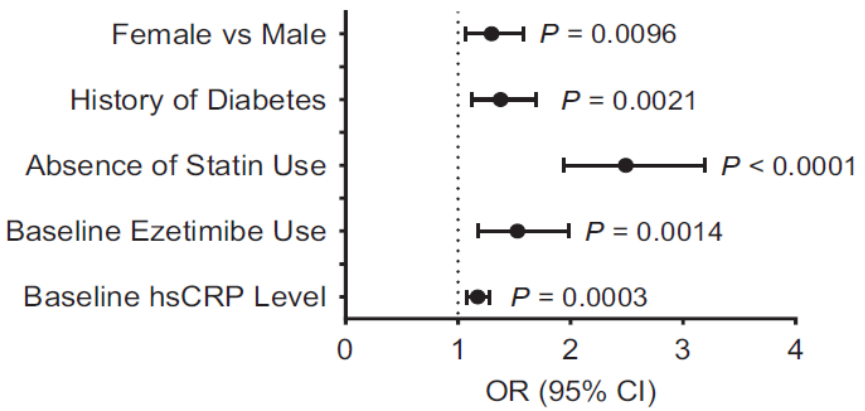 Female vs Male P = 0.0096
History of Diabetes P = 0.0021
Absence of Statin Use P < 0.0001
Baseline Ezetimibe Use P = 0.0014
Baseline hsCRP Level P = 0.0003
0 1 2 3 4
OR (95% CI)